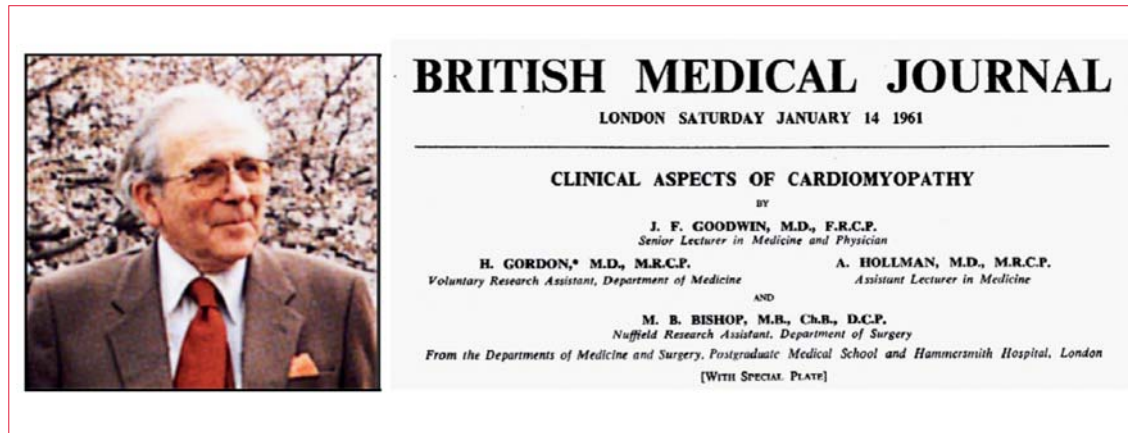 BRITISH MEDICAL JOURNAL
LONDON SATURDAY JANUARY 14 1961
CLINICAL ASPECTS OF CARDIOMYOPATHY
BY
J. F. GOODWIN, M.D., F.R.C.P.
Senior Lecturer in Medicine and Physician
H. GORDON,* M.D., M.R.C.P.
Voluntary Research Assistant, Department of Medicine
A. HOLLMAN, M.D., M.R.C.P.
Assistant Lecturer in Medicine
AND
M. B. BISHOP, M.B., Ch.B., D.C.P.
Nuffield Research Assistant, Department of Surgery
From the Departments of Medicine and Surgery, Postgraduate Medical School and Hammersmith Hospital, London
[WITH SPECIAL PLATE]